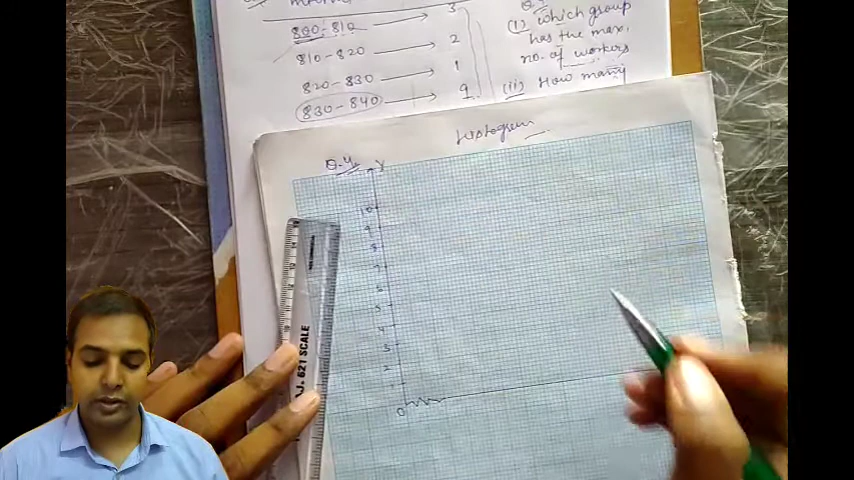 800-810 → 3
810-820 → 2
820-830 → 1
830-840 → 9
(i) which group
has the max.
no. of workers
(ii) How many
Histogram
Q.4.
Y
10
9
8
7
6
5
4
3
2
1
0
J. 621 SCALE